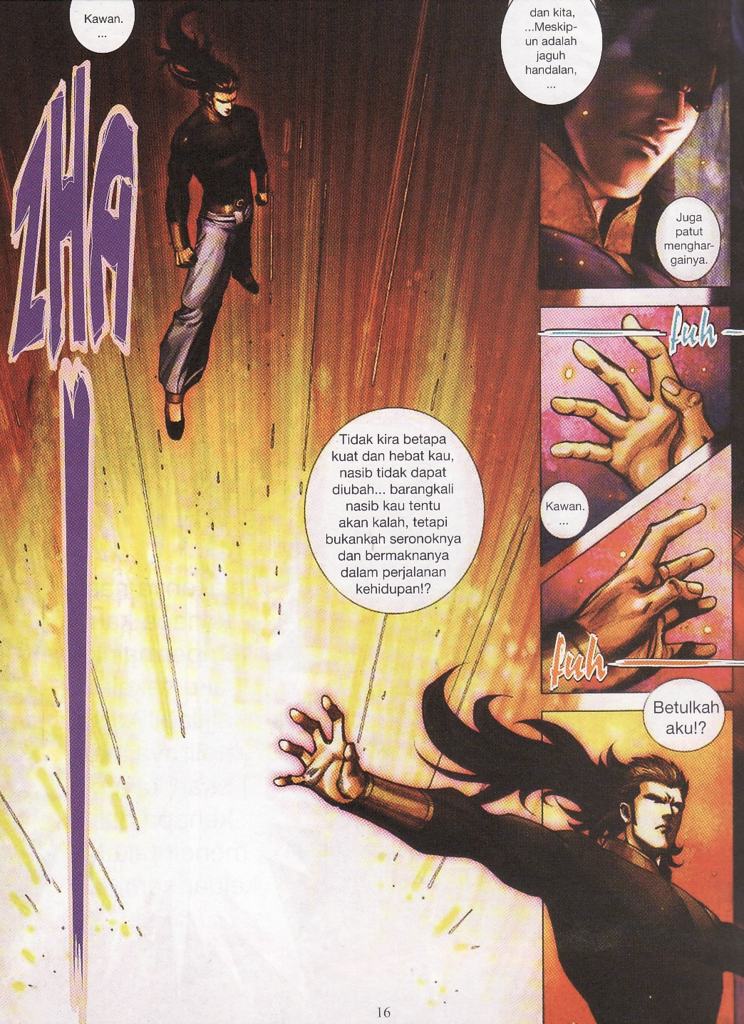 Kawan.
...
ZHA
dan kita,
...Meskip-
un adalah
jaguh
handalan,
...
Juga
patut
menghar-
gainya.
fuh
Tidak kira betapa
kuat dan hebat kau,
nasib tidak dapat
diubah... barangkali
nasib kau tentu
akan kalah, tetapi
bukankah seronoknya
dan bermaknanya
dalam perjalanan
kehidupan!?
Kawan.
...
fuh
Betulkah
aku!?
16